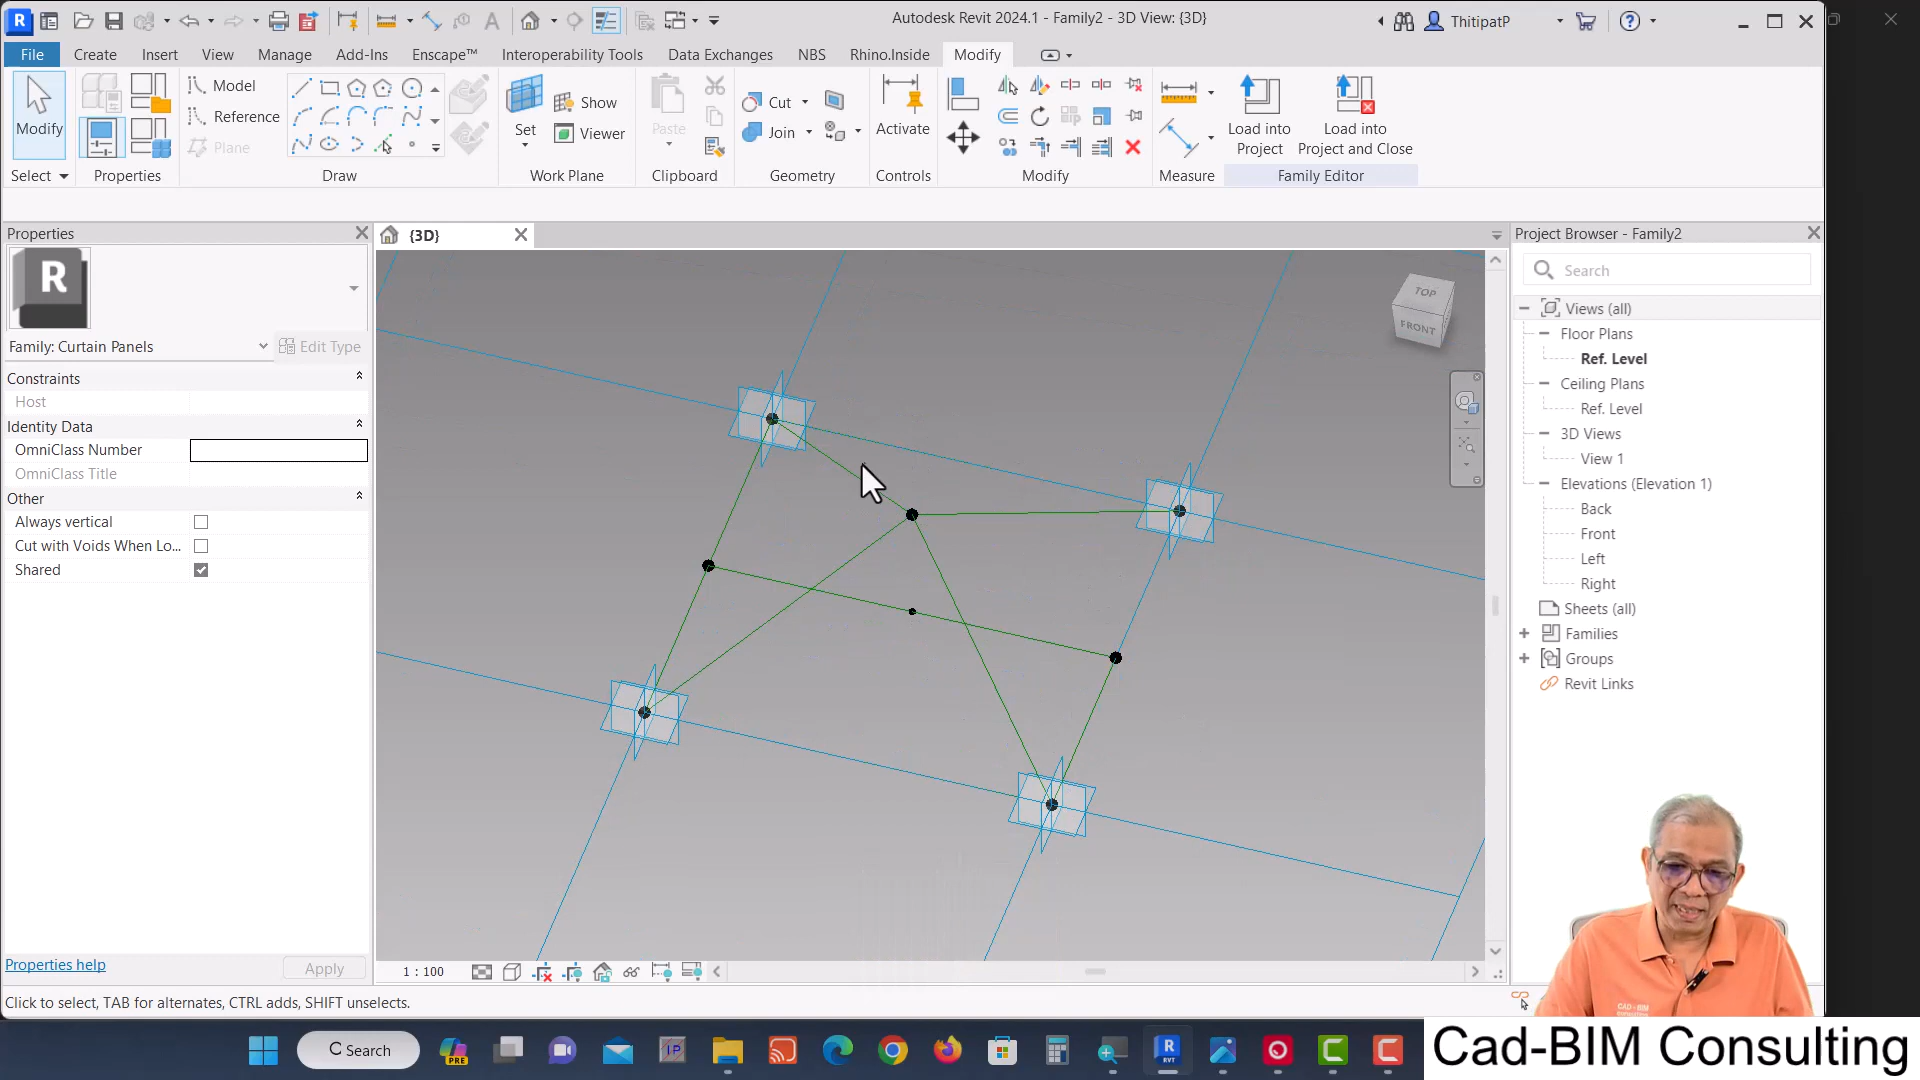 R
Autodesk Revit 2024.1 - Family2 - 3D View: {3D}
ThitipatP
File Create Insert View Manage Add-Ins Enscape™ Interoperability Tools Data Exchanges NBS Rhino.Inside Modify
Modify
Model
Reference
Plane
Set
Show
Viewer
Paste
Cut
Join
Activate
Load into
Project
Load into
Project and Close
Select Properties Draw Work Plane Clipboard Geometry Controls Modify Measure Family Editor
Properties
{3D}
Project Browser - Family2
R
Family: Curtain Panels
Edit Type
Constraints
Host
Identity Data
OmniClass Number
OmniClass Title
Other
Always vertical
Cut with Voids When Lo...
Shared
Properties help
Apply
TOP
FRONT
Search
Views (all)
Floor Plans
Ref. Level
Ceiling Plans
Ref. Level
3D Views
View 1
Elevations (Elevation 1)
Back
Front
Left
Right
Sheets (all)
Families
Groups
Revit Links
1 : 100
Click to select, TAB for alternates, CTRL adds, SHIFT unselects.
Search
PRE
IP
R
RVT
CAD-BIM
Cad-BIM Consulting